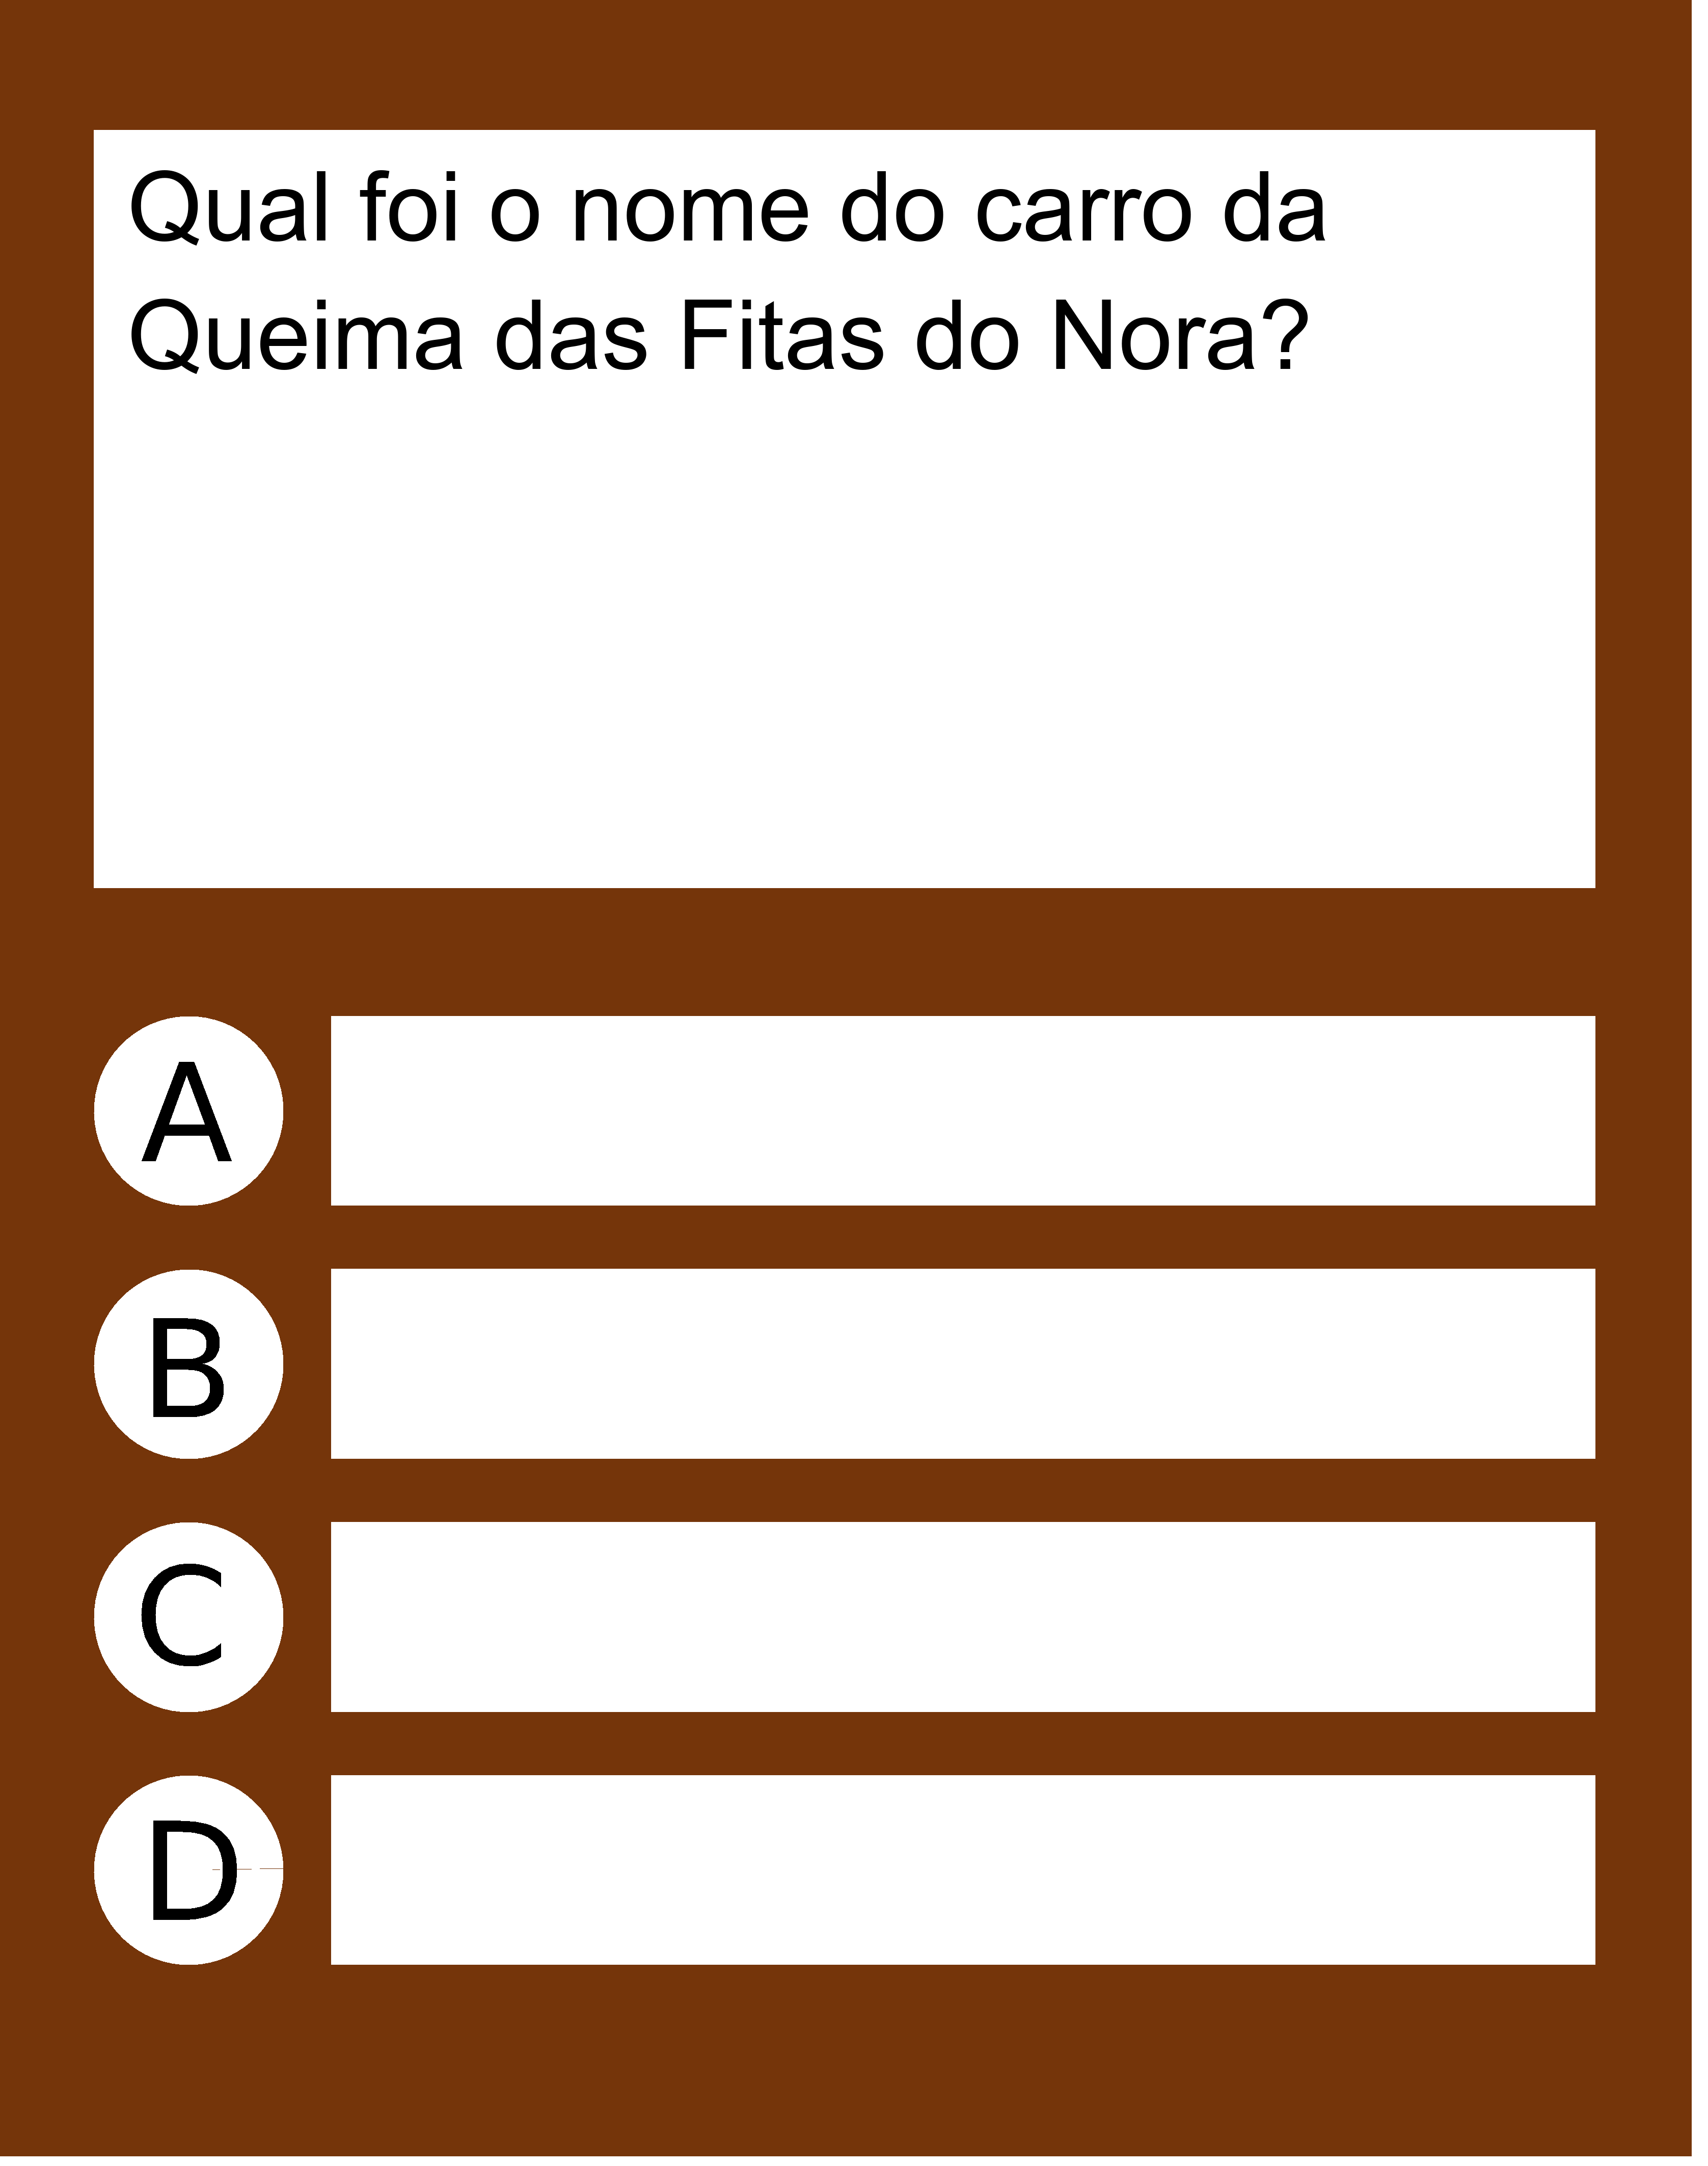 Qual foi o nome do carro da
Queima das Fitas do Nora?
A
B
C
D